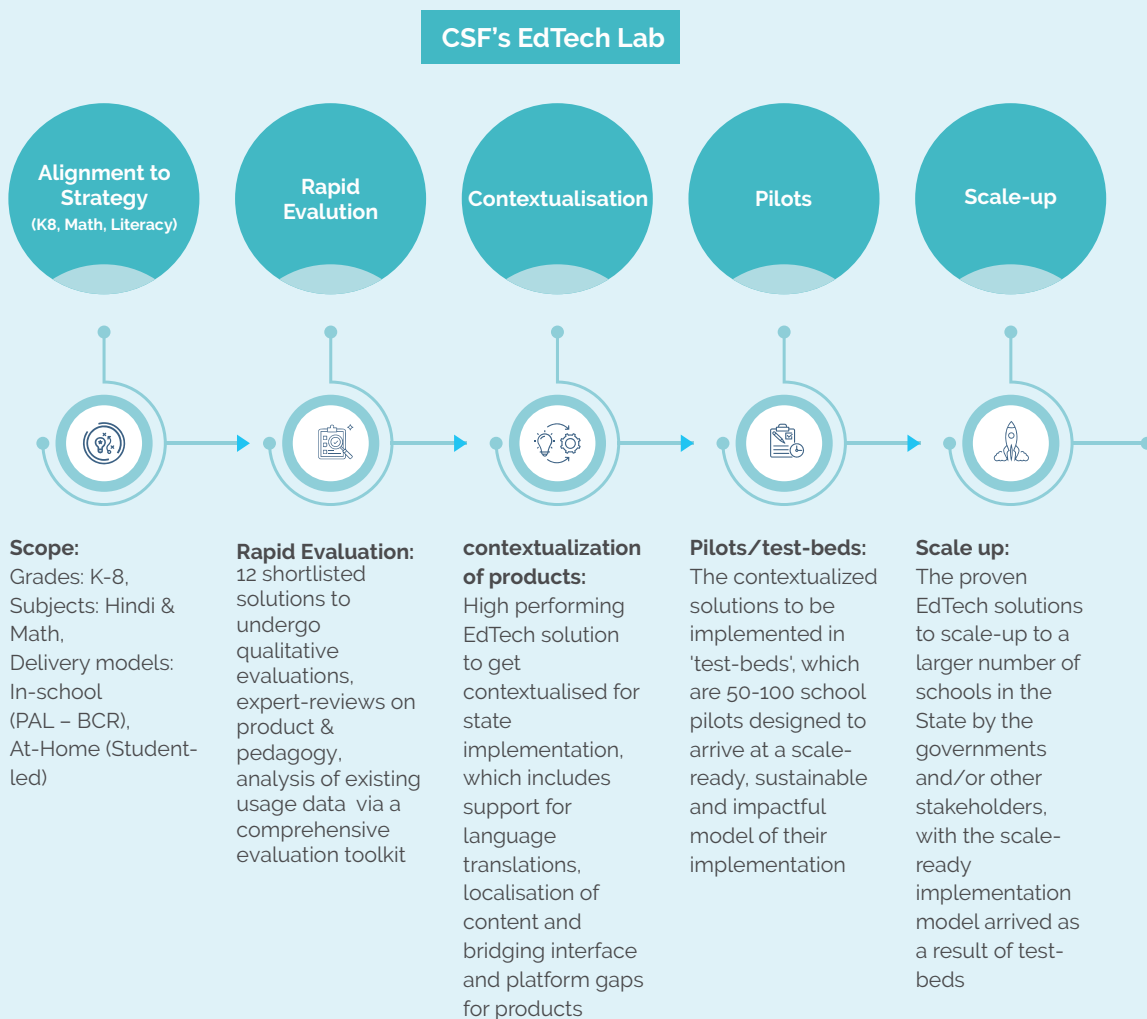 CSF's EdTech Lab
Alignment to
Strategy
(K8, Math, Literacy)
Rapid
Evalution
Contextualisation
Pilots
Scale-up
Scope:
Grades: K-8,
Subjects: Hindi &
Math,
Delivery models:
In-school
(PAL – BCR),
At-Home (Student-
led)
Rapid Evaluation:
12 shortlisted
solutions to
undergo
qualitative
evaluations,
expert-reviews on
product &
pedagogy,
analysis of existing
usage data via a
comprehensive
evaluation toolkit
contextualization
of products:
High performing
EdTech solution
to get
contextualised for
state
implementation,
which includes
support for
language
translations,
localisation of
content and
bridging interface
and platform gaps
for products
Pilots/test-beds:
The contextualized
solutions to be
implemented in
'test-beds', which
are 50-100 school
pilots designed to
arrive at a scale-
ready, sustainable
and impactful
model of their
implementation
Scale up:
The proven
EdTech solutions
to scale-up to a
larger number of
schools in the
State by the
governments
and/or other
stakeholders,
with the scale-
ready
implementation
model arrived as
a result of test-
beds